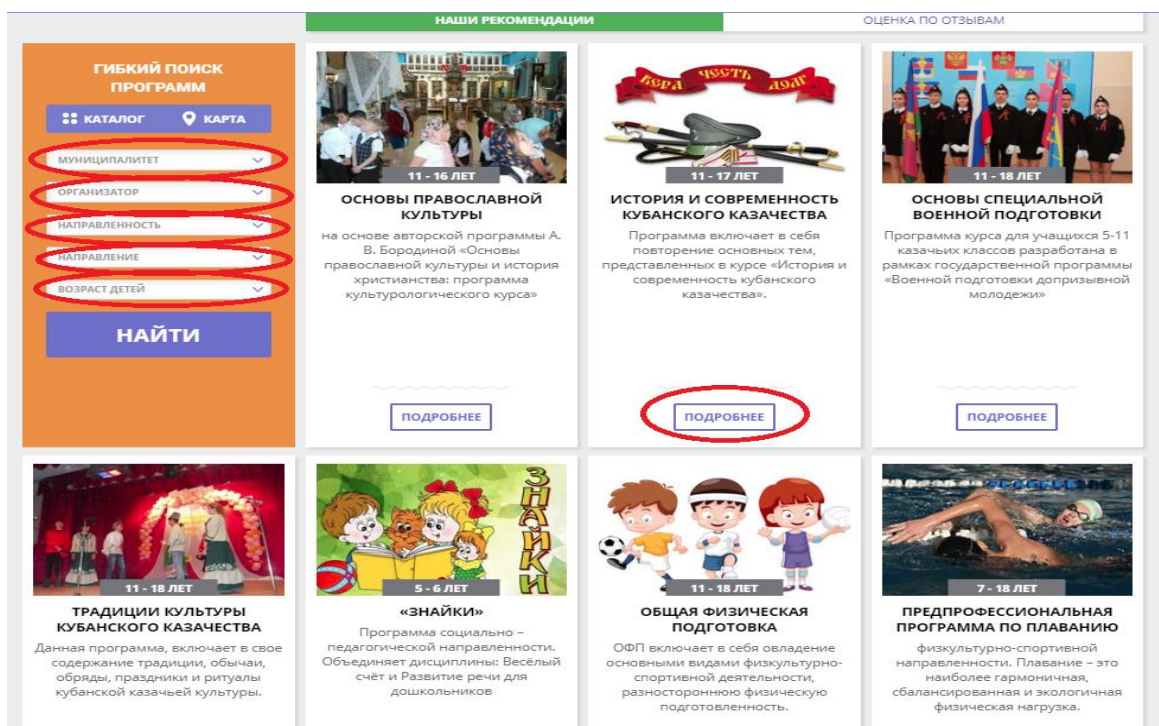 НАШИ РЕКОМЕНДАЦИИ
ОЦЕНКА ПО ОТЗЫВАМ
ГИБКИЙ ПОИСК
ПРОГРАММ
КАТАЛОГ
КАРТА
МУНИЦИПАЛИТЕТ
ОРГАНИЗАТОР
НАПРАВЛЕННОСТЬ
НАПРАВЛЕНИЕ
ВОЗРАСТ ДЕТЕЙ
НАЙТИ
11 - 16 ЛЕТ
ОСНОВЫ ПРАВОСЛАВНОЙ
КУЛЬТУРЫ
на основе авторской программы А.
В. Бородиной «Основы
православной культуры и история
христианства: программа
культурологического курса»
ПОДРОБНЕЕ
ВЕРА ЧЕСТЬ ДОЛГ
11 - 17 ЛЕТ
ИСТОРИЯ И СОВРЕМЕННОСТЬ
КУБАНСКОГО КАЗАЧЕСТВА
Программа включает в себя
повторение основных тем,
представленных в курсе «История и
современность кубанского
казачества».
ПОДРОБНЕЕ
11 - 18 ЛЕТ
ОСНОВЫ СПЕЦИАЛЬНОЙ
ВОЕННОЙ ПОДГОТОВКИ
Программа курса для учащихся 5-11
казачьих классов разработана в
рамках государственной программы
«Военной подготовки допризывной
молодежи»
ПОДРОБНЕЕ
11 - 18 ЛЕТ
ТРАДИЦИИ КУЛЬТУРЫ
КУБАНСКОГО КАЗАЧЕСТВА
Данная программа, включает в свое
содержание традиции, обычаи,
обряды, праздники и ритуалы
кубанской казачьей культуры.
ЗНАЙКИ
5 - 6 ЛЕТ
«ЗНАЙКИ»
Программа социально –
педагогической направленности.
Объединяет дисциплины: Весёлый
счёт и Развитие речи для
дошкольников
11 - 18 ЛЕТ
ОБЩАЯ ФИЗИЧЕСКАЯ
ПОДГОТОВКА
ОФП включает в себя овладение
основными видами физкультурно-
спортивной деятельности,
разностороннюю физическую
подготовленность.
7 - 18 ЛЕТ
ПРЕДПРОФЕССИОНАЛЬНАЯ
ПРОГРАММА ПО ПЛАВАНИЮ
физкультурно-спортивной
направленности. Плавание – это
наиболее гармоничная,
сбалансированная и экологичная
физическая нагрузка.